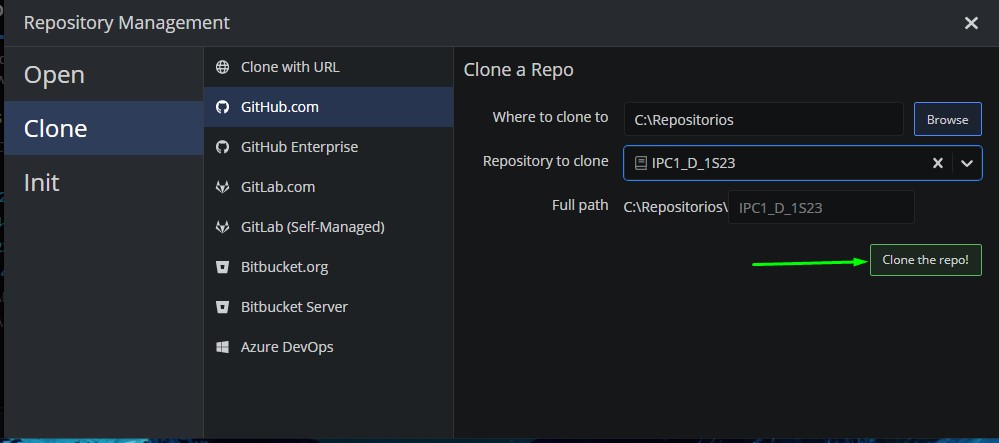 Repository Management
Open
Clone
Init
Clone with URL
GitHub.com
GitHub Enterprise
GitLab.com
GitLab (Self-Managed)
Bitbucket.org
Bitbucket Server
Azure DevOps
Clone a Repo
Where to clone to C:\Repositorios Browse
Repository to clone IPC1_D_1S23
Full path C:\Repositorios\ IPC1_D_1S23
Clone the repo!